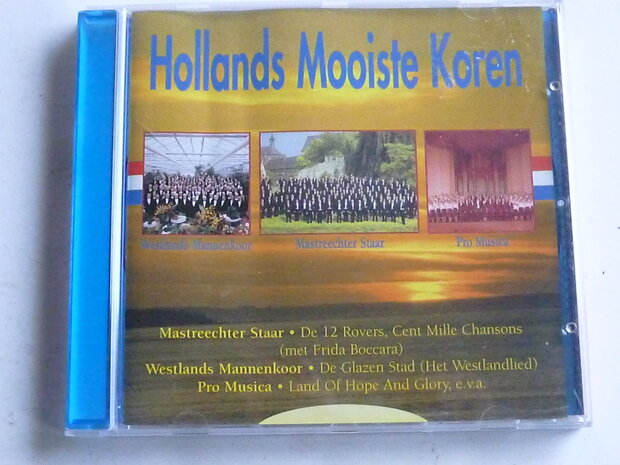 Hollands Mooiste Koren
Westlands Mannenkoor
Mastreechter Staar
Pro Musica
Mastreechter Staar • De 12 Rovers, Cent Mille Chansons
(met Frida Boccara)
Westlands Mannenkoor • De Glazen Stad (Het Westlandlied)
Pro Musica • Land Of Hope And Glory, e.v.a.